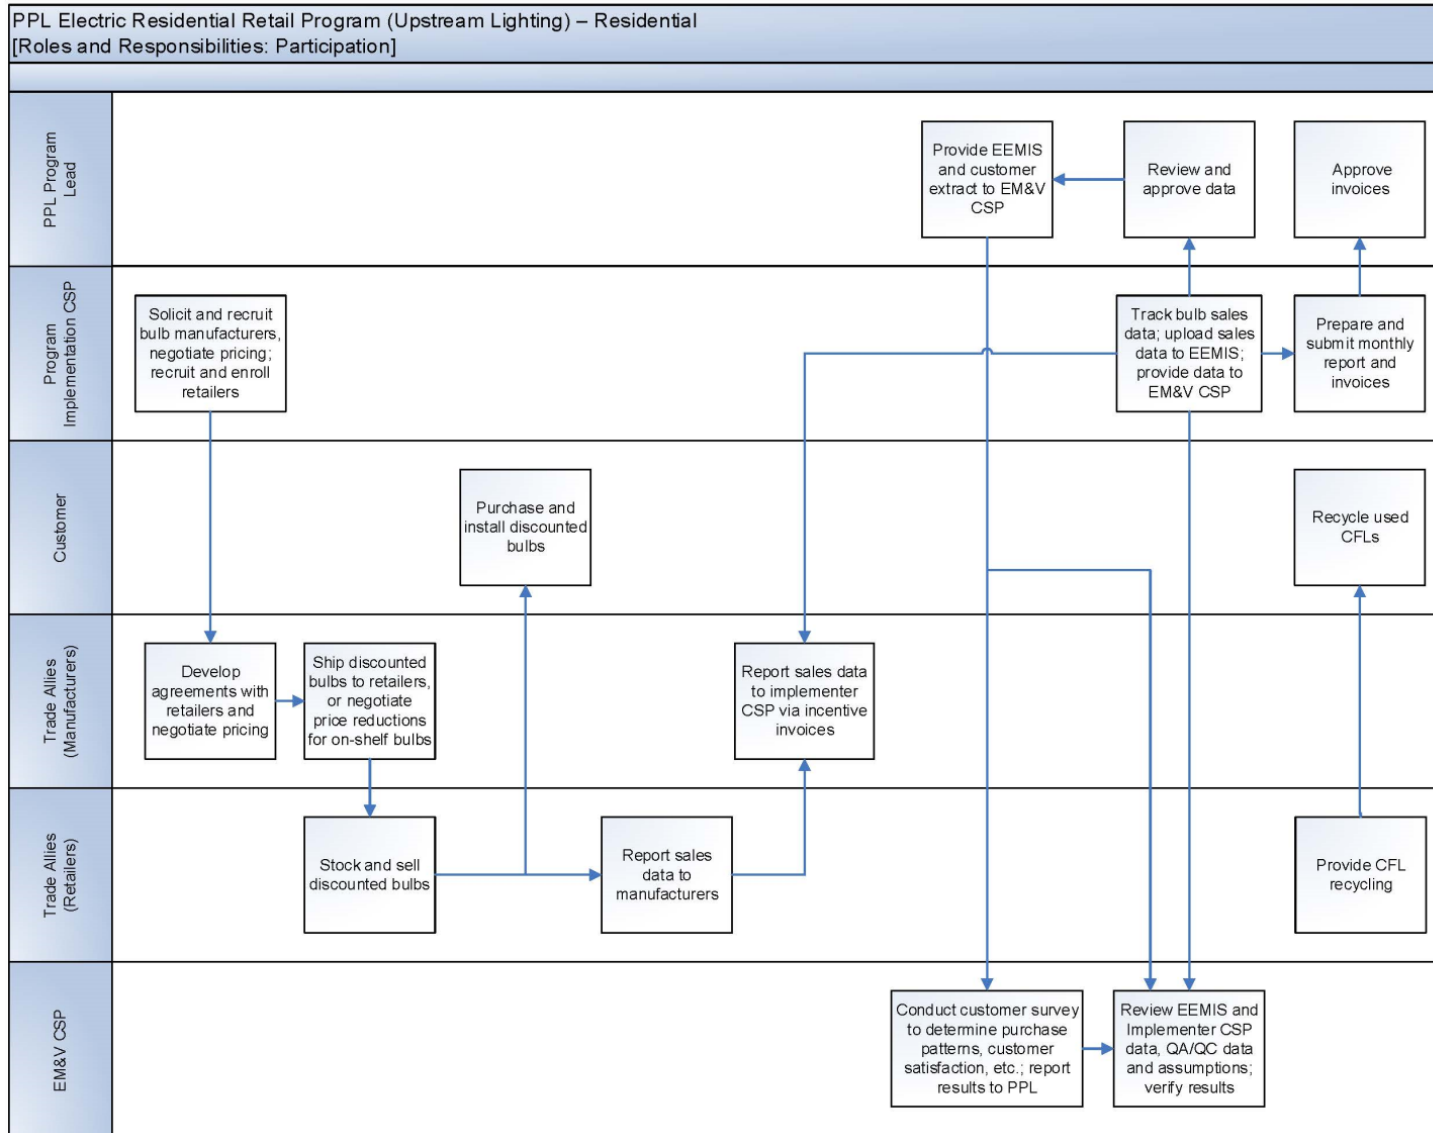 PPL Electric Residential Retail Program (Upstream Lighting) – Residential
[Roles and Responsibilities: Participation]
PPL Program
Lead
Provide EEMIS
and customer
extract to EM&V
CSP
Review and
approve data
Approve
invoices
Program
Implementation CSP
Solicit and recruit
bulb manufacturers,
negotiate pricing;
recruit and enroll
retailers
Track bulb sales
data; upload sales
data to EEMIS;
provide data to
EM&V CSP
Prepare and
submit monthly
report and
invoices
Customer
Purchase and
install discounted
bulbs
Recycle used
CFLs
Trade Allies
(Manufacturers)
Develop
agreements with
retailers and
negotiate pricing
Ship discounted
bulbs to retailers,
or negotiate
price reductions
for on-shelf bulbs
Report sales data
to implementer
CSP via incentive
invoices
Trade Allies
(Retailers)
Stock and sell
discounted bulbs
Report sales
data to
manufacturers
Provide CFL
recycling
EM&V CSP
Conduct customer survey
to determine purchase
patterns, customer
satisfaction, etc.; report
results to PPL
Review EEMIS and
Implementer CSP
data, QA/QC data
and assumptions;
verify results